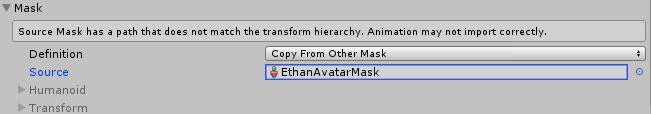 Mask
Source Mask has a path that does not match the transform hierarchy. Animation may not import correctly.
Definition Copy From Other Mask
Source EthanAvatarMask
Humanoid
Transform